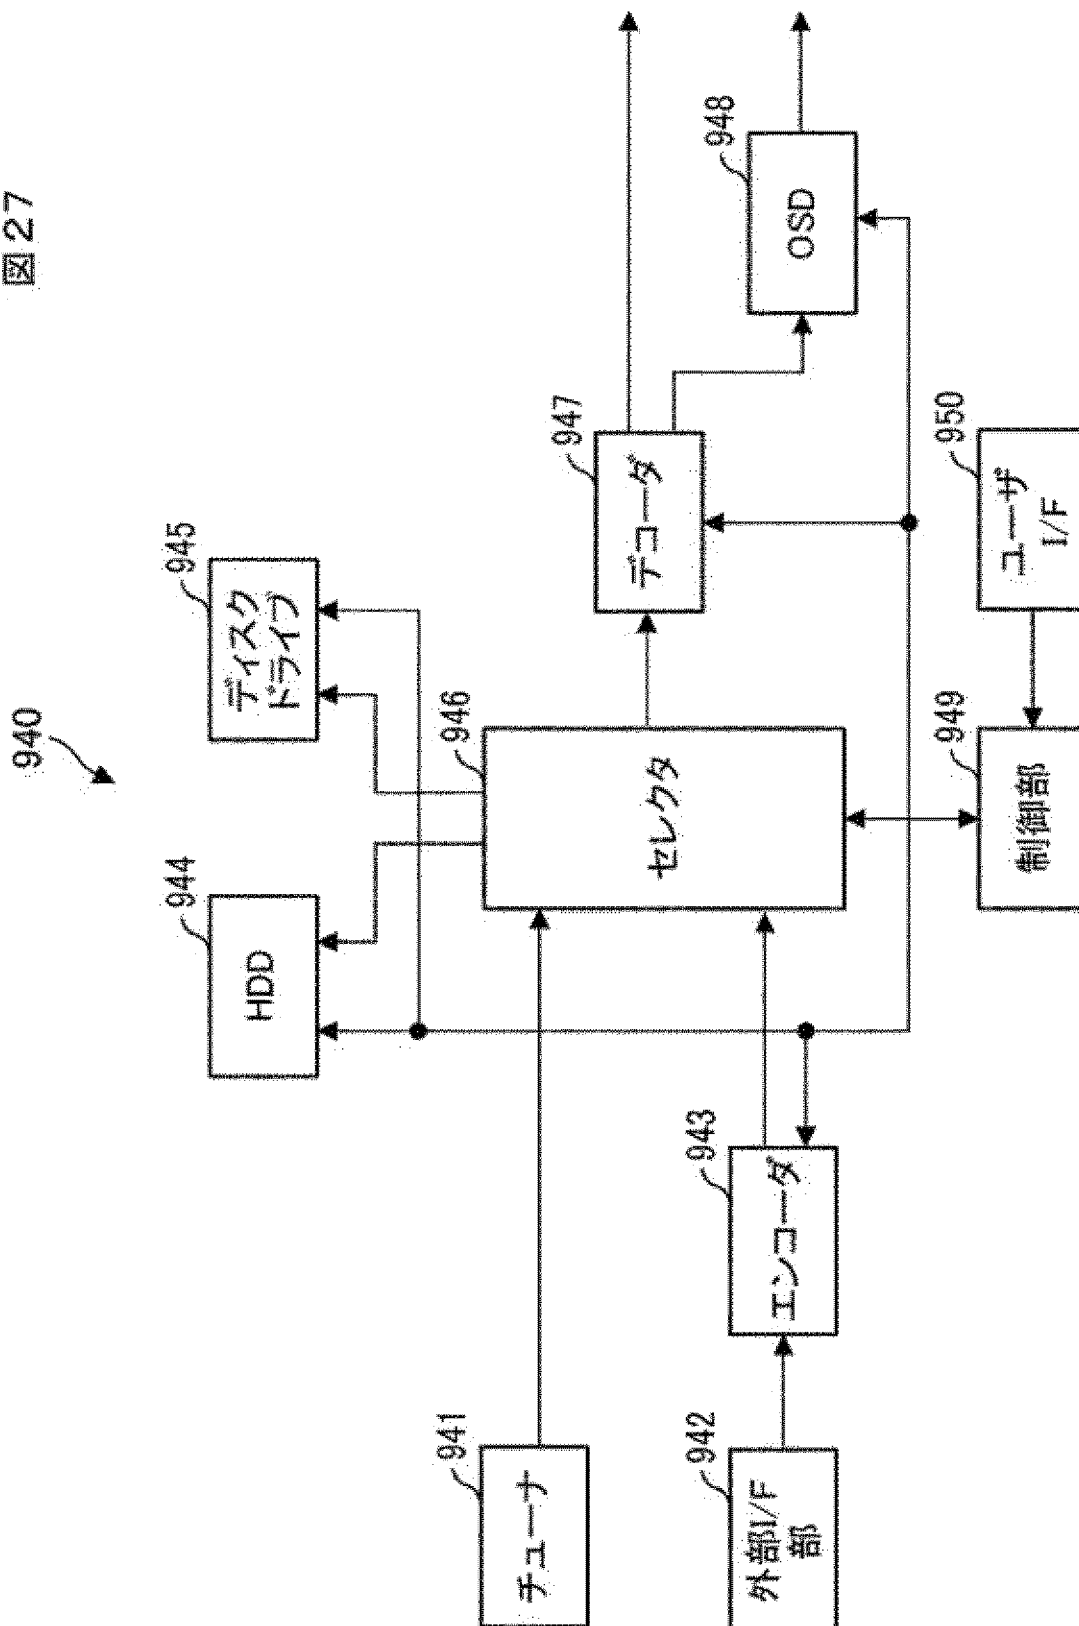 図27
940
944
HDD
945
ディスク
ドライブ
941
チューナ
946
セレクタ
947
デコーダ
948
OSD
942
外部I/F
部
943
エンコーダ
949
制御部
950
ユーザ
I/F